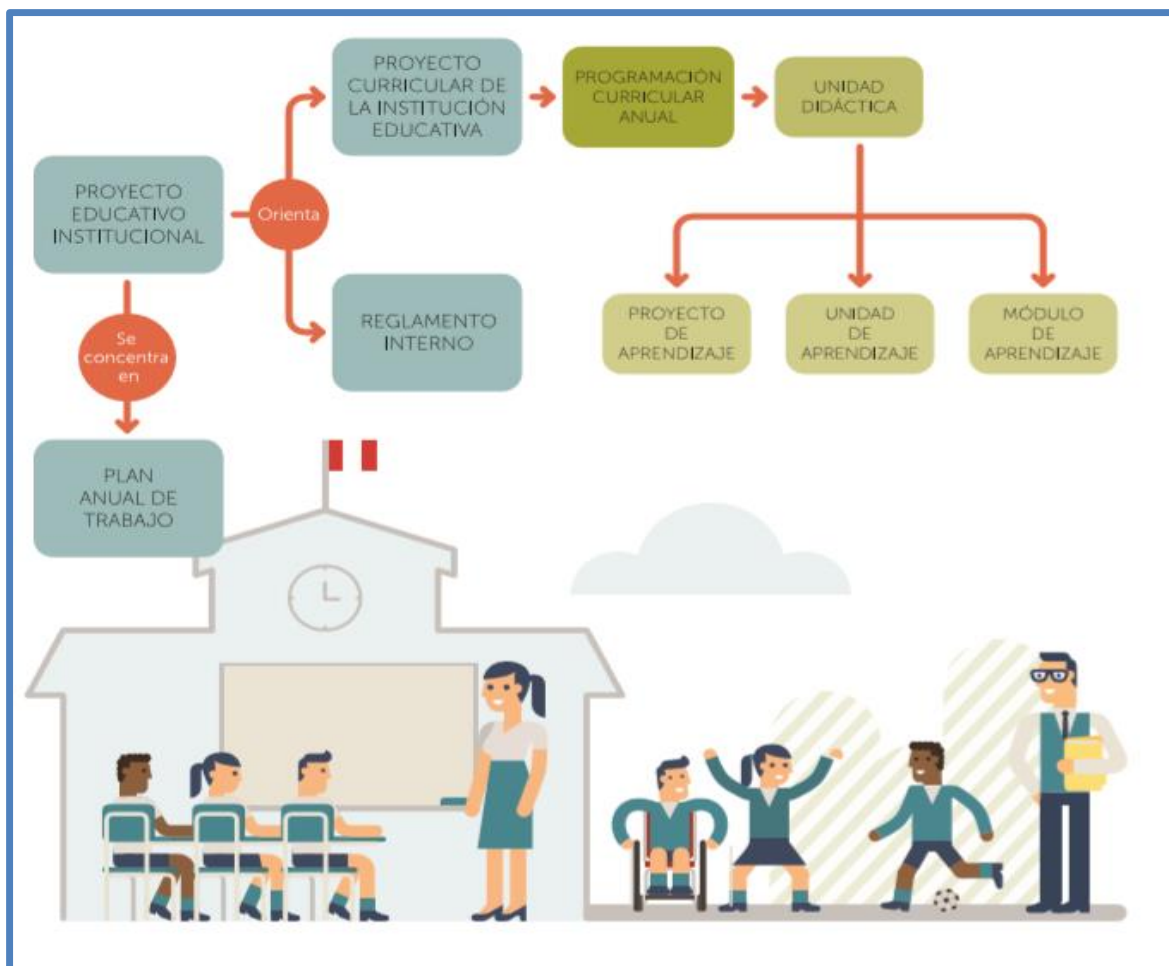 PROYECTO
CURRICULAR DE
LA INSTITUCIÓN
EDUCATIVA
PROGRAMACIÓN
CURRICULAR
ANUAL
UNIDAD
DIDÁCTICA
PROYECTO
EDUCATIVO
INSTITUCIONAL
Orienta
REGLAMENTO
INTERNO
PROYECTO
DE
APRENDIZAJE
UNIDAD
DE
APRENDIZAJE
MÓDULO
DE
APRENDIZAJE
Se
concentra
en
PLAN
ANUAL DE
TRABAJO